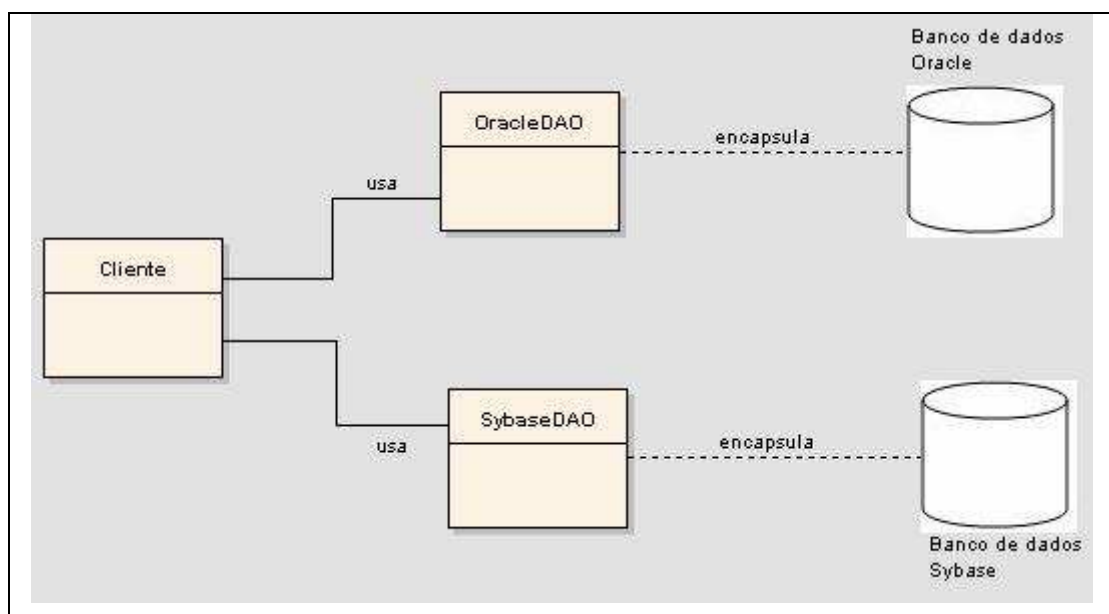 Banco de dados
Oracle
OracleDAO
encapsula
usa
Cliente
SybaseDAO
usa
encapsula
Banco de dados
Sybase